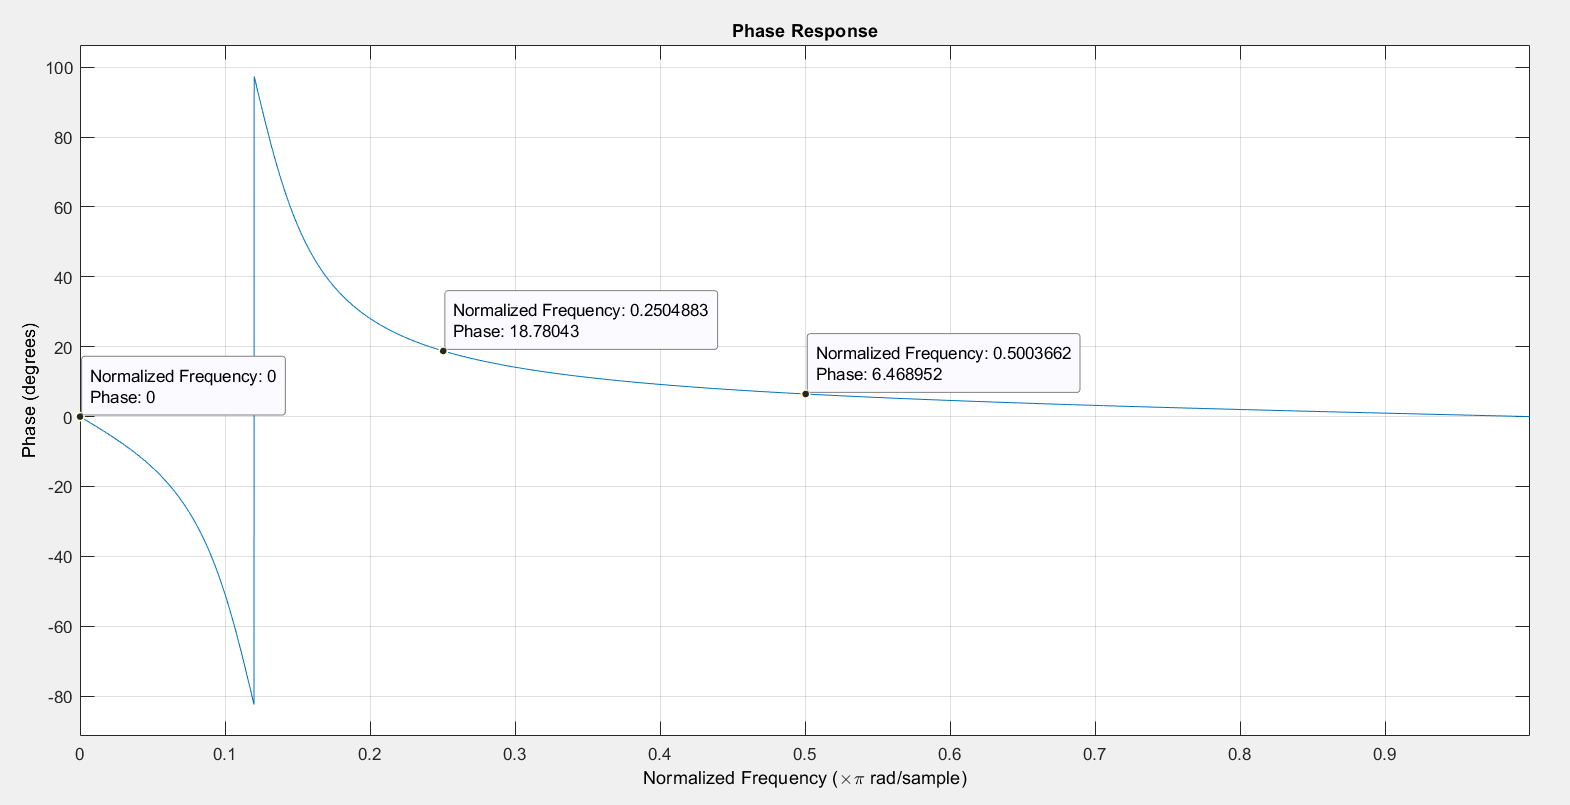 Phase Response
100
80
60
40
20
0
-20
-40
-60
-80
Phase (degrees)
Normalized Frequency: 0
Phase: 0
Normalized Frequency: 0.2504883
Phase: 18.78043
Normalized Frequency: 0.5003662
Phase: 6.468952
0 0.1 0.2 0.3 0.4 0.5 0.6 0.7 0.8 0.9
Normalized Frequency (×π rad/sample)